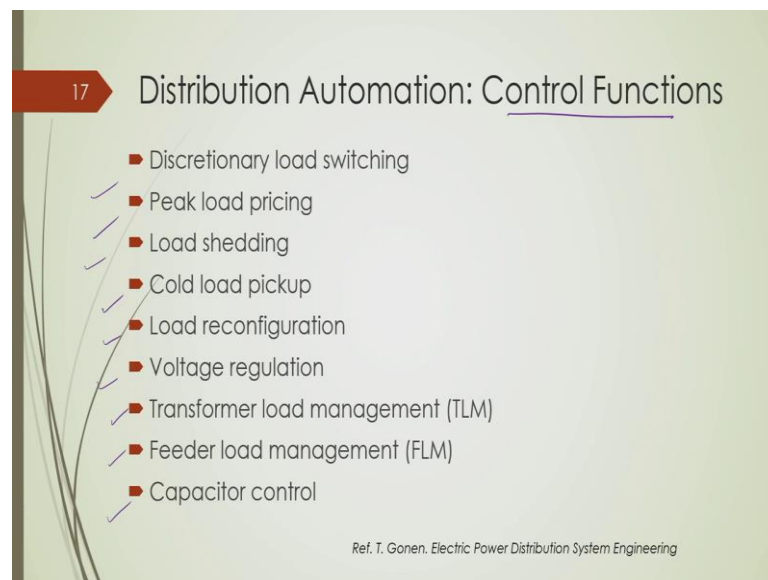 17
Distribution Automation: Control Functions
Discretionary load switching
Peak load pricing
Load shedding
Cold load pickup
Load reconfiguration
Voltage regulation
Transformer load management (TLM)
Feeder load management (FLM)
Capacitor control
Ref. T. Gonen. Electric Power Distribution System Engineering